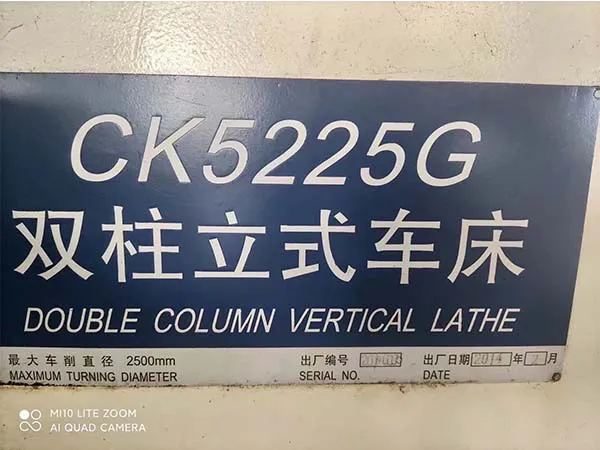 CK5225G
双柱立式车床
DOUBLE COLUMN VERTICAL LATHE
最大车削直径 2500mm 出厂编号 出厂日期 2014 年 2 月
MAXIMUM TURNING DIAMETER SERIAL NO. DATE
MI10 LITE ZOOM
AI QUAD CAMERA